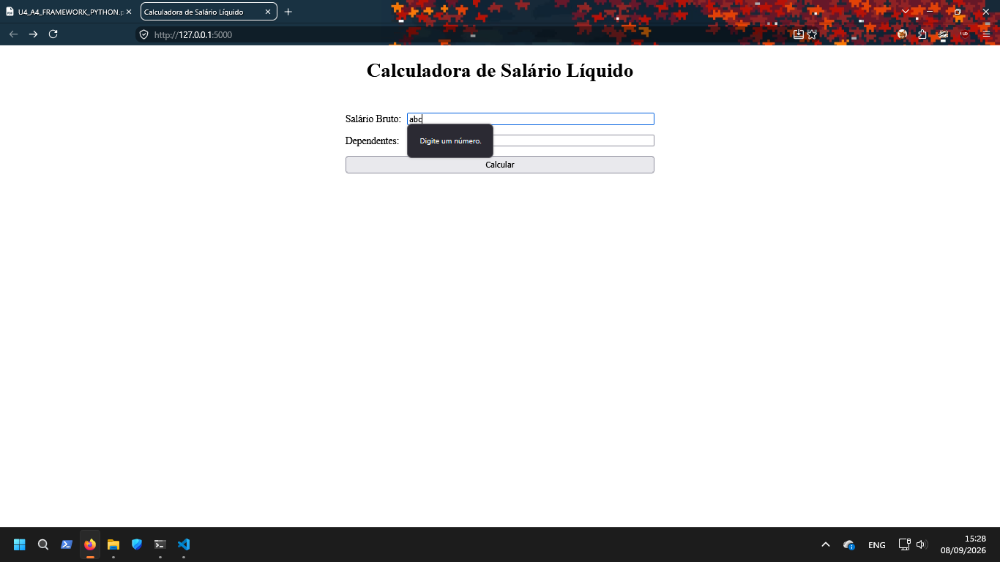 U4_A4_FRAMEWORK_PYTHON.p
Calculadora de Salário Líquido
http://127.0.0.1:5000
Calculadora de Salário Líquido
Salário Bruto: abc
Digite um número.
Dependentes:
Calcular
ENG
15:28
08/09/2026